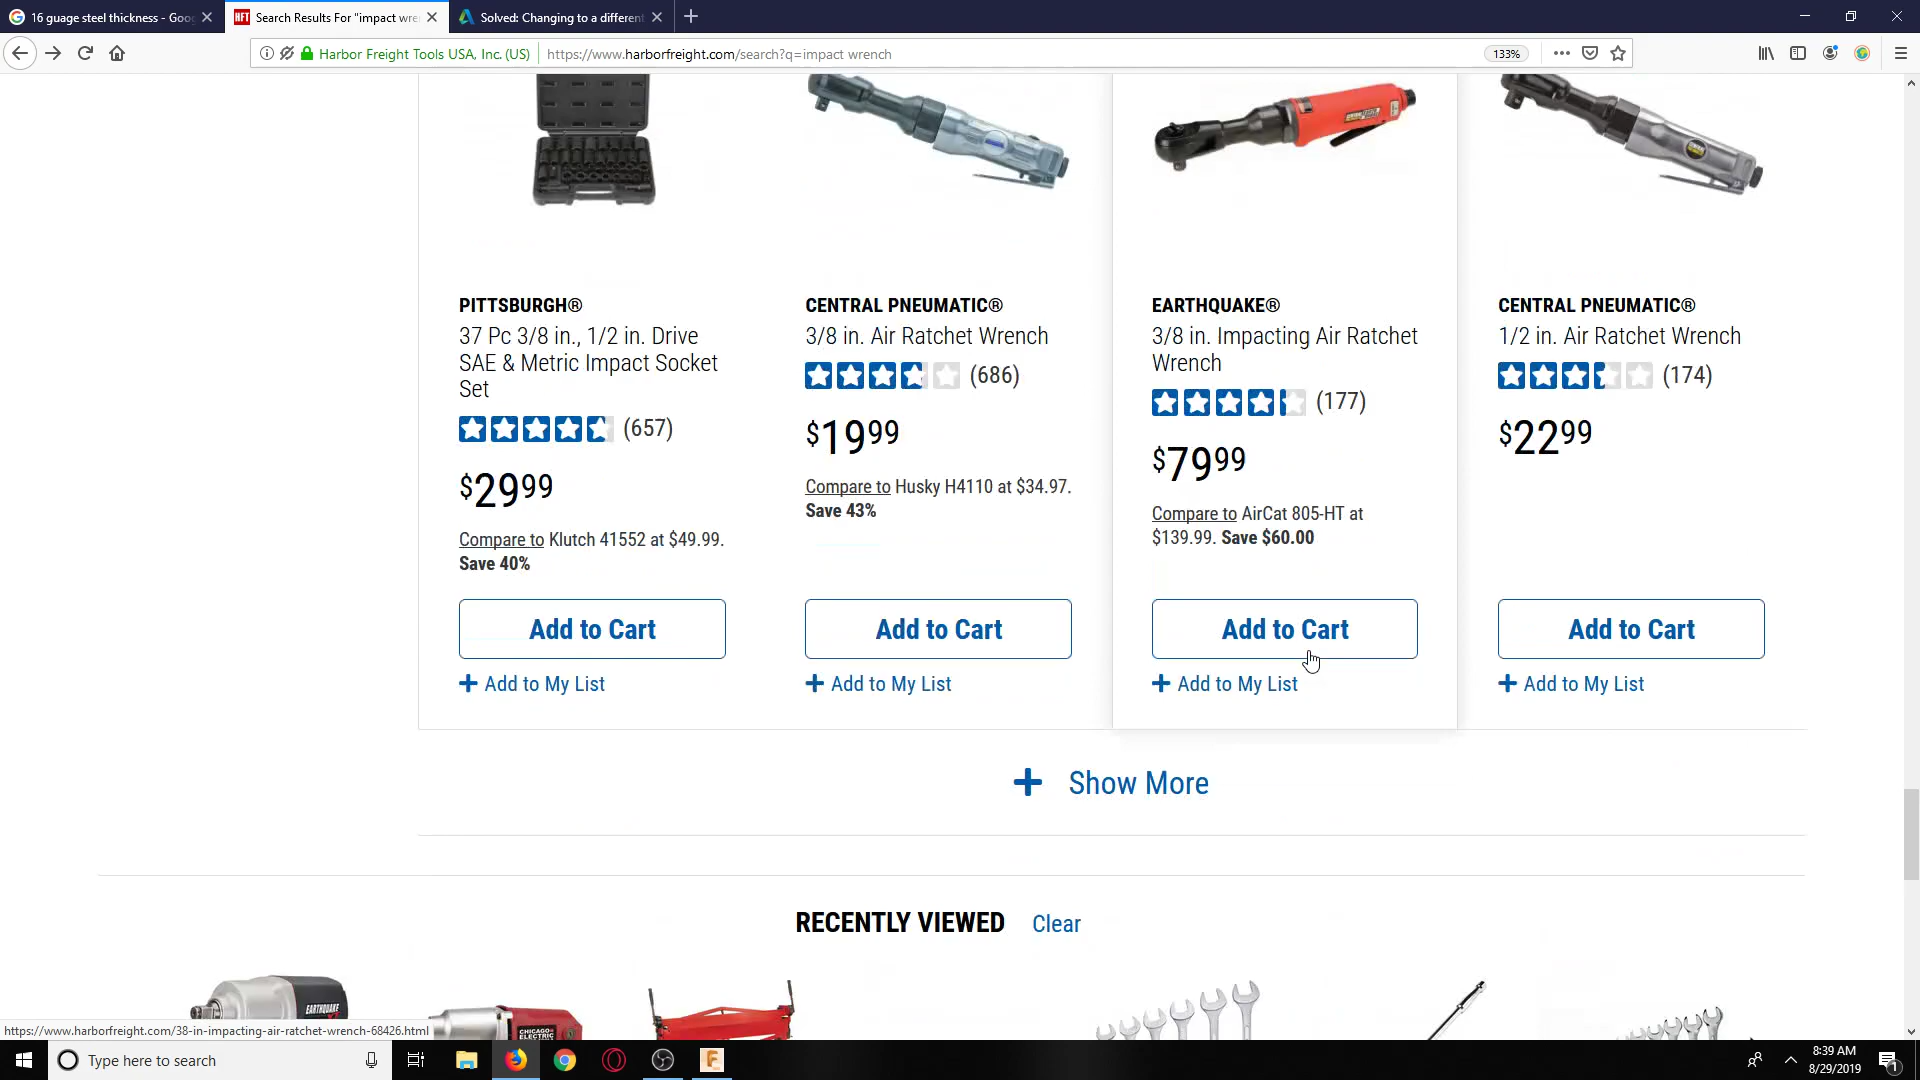 16 guage steel thickness - Goo
Search Results For "impact wre
Solved: Changing to a different
Harbor Freight Tools USA, Inc. (US)
https://www.harborfreight.com/search?q=impact wrench
133%
PITTSBURGH®
37 Pc 3/8 in., 1/2 in. Drive
SAE & Metric Impact Socket
Set
(657)
$2999
Compare to Klutch 41552 at $49.99.
Save 40%
Add to Cart
Add to My List
CENTRAL PNEUMATIC®
3/8 in. Air Ratchet Wrench
(686)
$1999
Compare to Husky H4110 at $34.97.
Save 43%
Add to Cart
Add to My List
EARTHQUAKE®
3/8 in. Impacting Air Ratchet
Wrench
(177)
$7999
Compare to AirCat 805-HT at
$139.99. Save $60.00
Add to Cart
Add to My List
CENTRAL PNEUMATIC®
1/2 in. Air Ratchet Wrench
(174)
$2299
Add to Cart
Add to My List
Show More
RECENTLY VIEWED Clear
EARTHQUAKE
CHICAGO
ELECTRIC
https://www.harborfreight.com/38-in-impacting-air-ratchet-wrench-68426.html
Type here to search
8:39 AM
8/29/2019
1